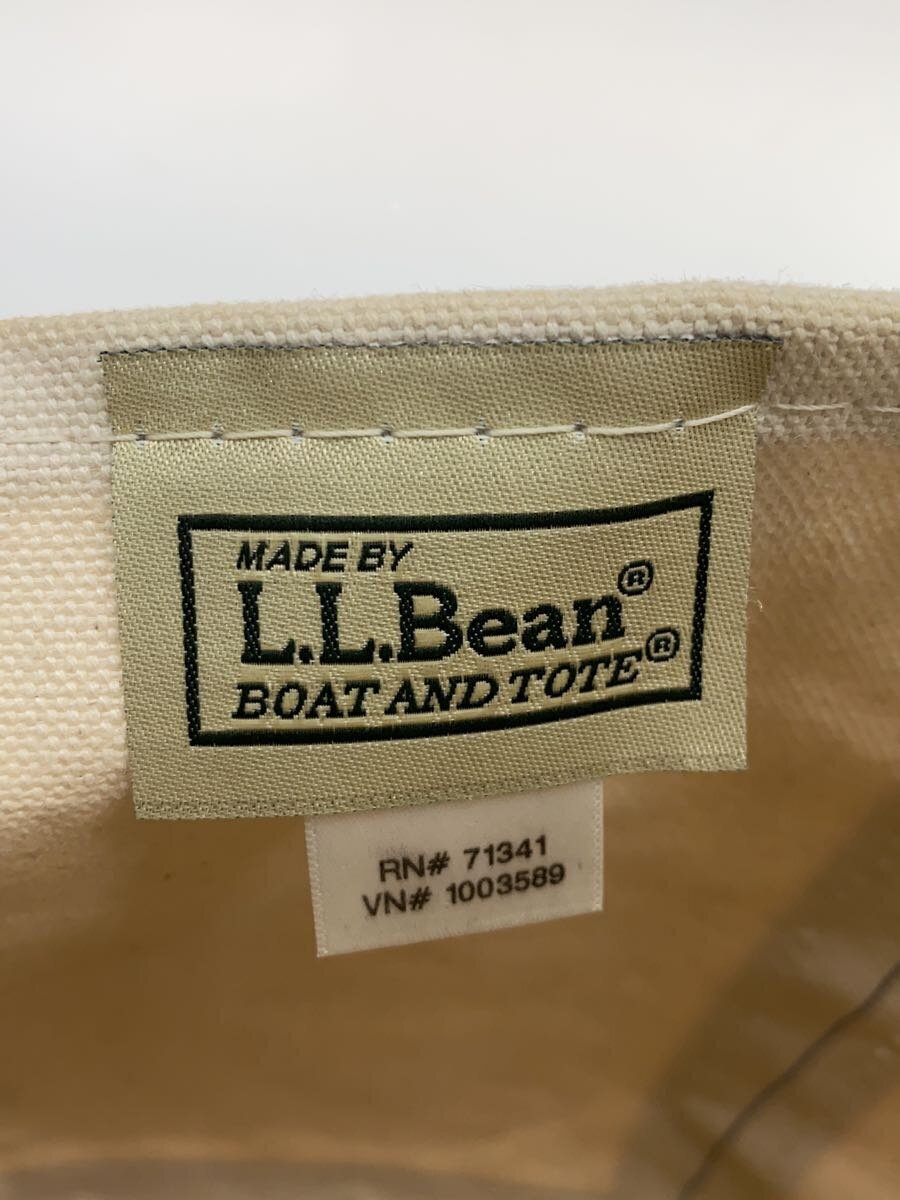 MADE BY
L.L.Bean®
BOAT AND TOTE®
RN# 71341
VN# 1003589